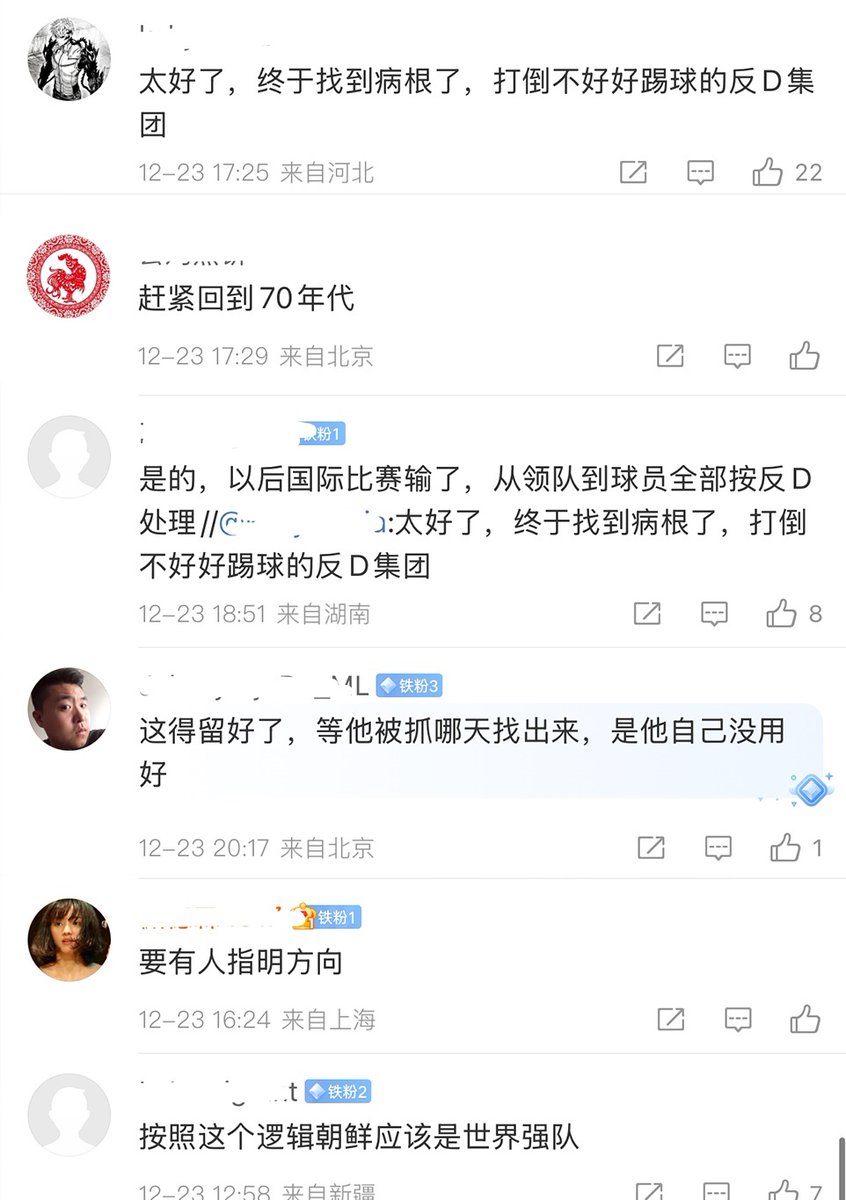 太好了，终于找到病根了，打倒不好好踢球的反D集
团
12-23 17:25 来自河北
22
赶紧回到70年代
12-23 17:29 来自北京
铁粉1
是的，以后国际比赛输了，从领队到球员全部按反D
处理//@
:太好了，终于找到病根了，打倒
不好好踢球的反D集团
12-23 18:51 来自湖南
8
铁粉3
这得留好了，等他被抓哪天找出来，是他自己没用
好
12-23 20:17 来自北京
1
铁粉1
要有人指明方向
12-23 16:24 来自上海
铁粉2
按照这个逻辑朝鲜应该是世界强队
12-23 12:58 来自新疆
7